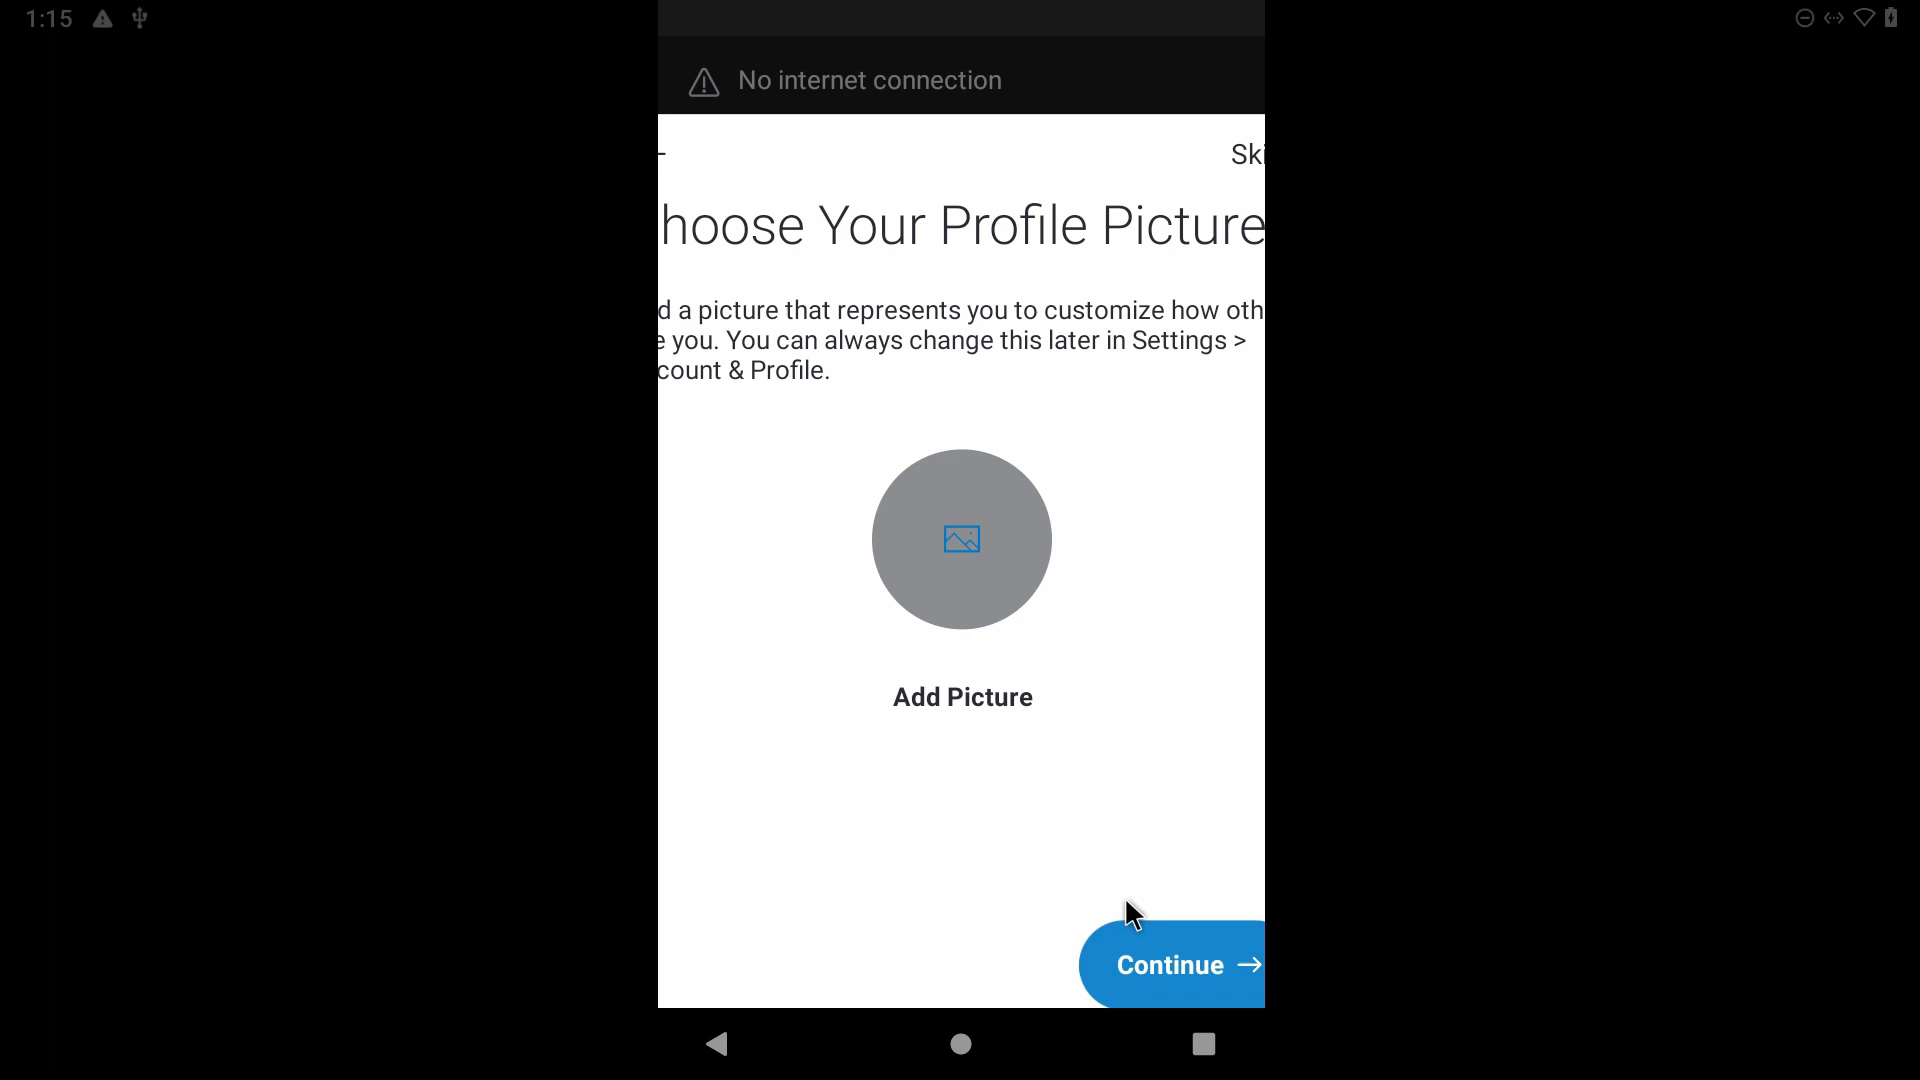 1:15
No internet connection
Ski
hoose Your Profile Picture
d a picture that represents you to customize how oth
e you. You can always change this later in Settings >
count & Profile.
Add Picture
Continue